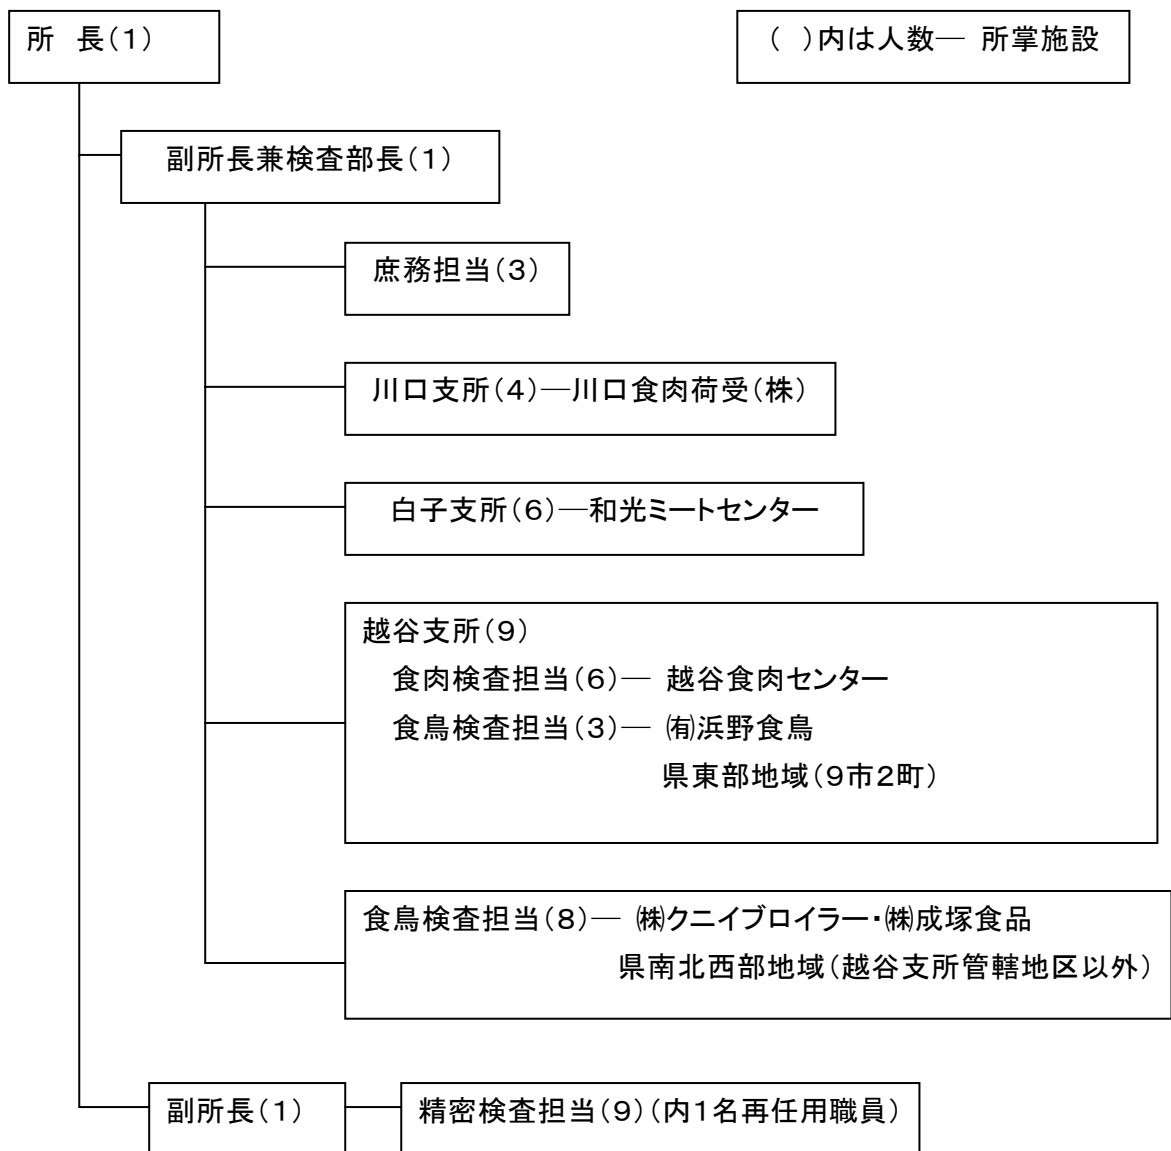 所　長（１）
（　）内は人数― 所掌施設
副所長兼検査部長（１）
庶務担当（３）
川口支所（４）―川口食肉荷受（株）
白子支所（６）―和光ミートセンター
越谷支所（９）
食肉検査担当（６）― 越谷食肉センター
食鳥検査担当（３）― ㈲浜野食鳥
県東部地域（９市２町）
食鳥検査担当（８）― ㈱クニイブロイラー・㈱成塚食品
県南北西部地域（越谷支所管轄地区以外）
副所長（１）
精密検査担当（９）（内１名再任用職員）